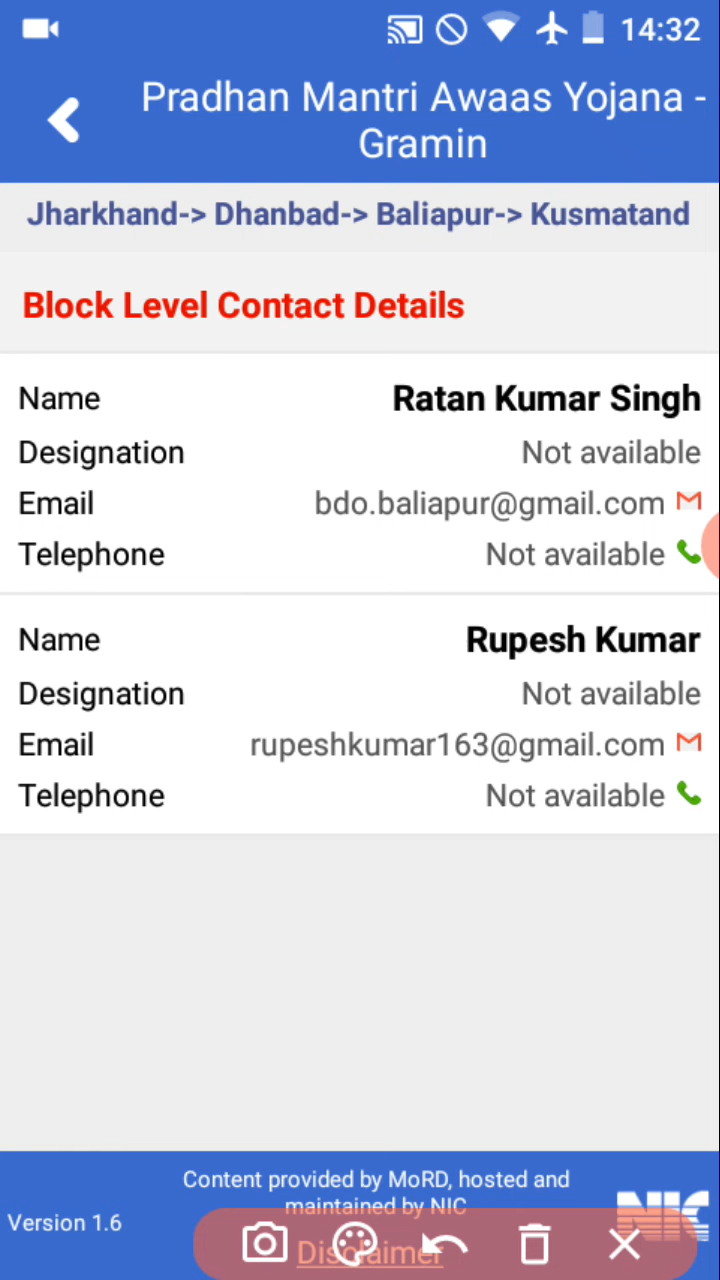 14:32
Pradhan Mantri Awaas Yojana -
Gramin
Jharkhand-> Dhanbad-> Baliapur-> Kusmatand
Block Level Contact Details
Name Ratan Kumar Singh
Designation Not available
Email bdo.baliapur@gmail.com
Telephone Not available
Name Rupesh Kumar
Designation Not available
Email rupeshkumar163@gmail.com
Telephone Not available
Content provided by MoRD, hosted and
maintained by NIC
Version 1.6
NIC
Disclaimer